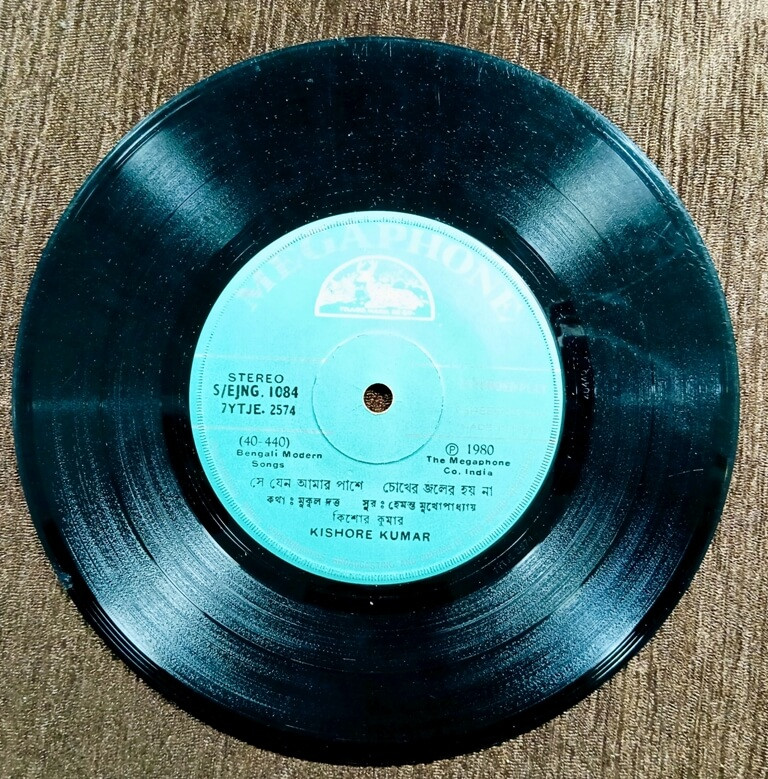 MEGAPHONE
STEREO
S/EJNG. 1084
7YTJE. 2574
(40-440)
Bengali Modern
Songs
℗ 1980
The Megaphone
Co. India
সে যেন আমার পাশে চোখের জলের হয় না
কথা : মুকুল দত্ত সুর : হেমন্ত মুখোপাধ্যায়
কিশোর কুমার
KISHORE KUMAR